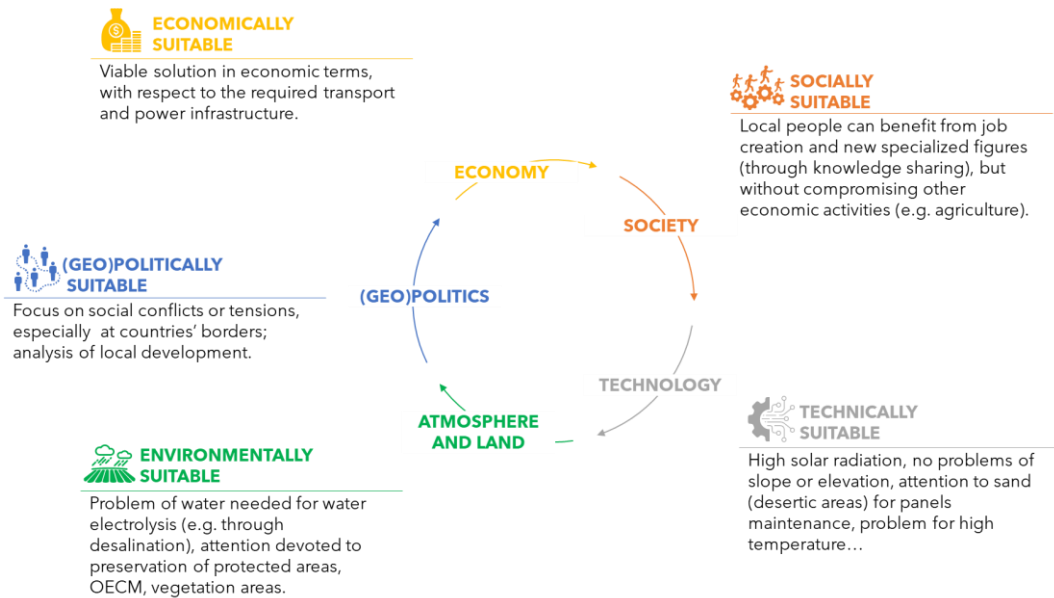 ECONOMICALLY
SUITABLE
Viable solution in economic terms,
with respect to the required transport
and power infrastructure.
SOCIALLY
SUITABLE
Local people can benefit from job
creation and new specialized figures
(through knowledge sharing), but
without compromising other
economic activities (e.g. agriculture).
ECONOMY
SOCIETY
(GEO)POLITICALLY
SUITABLE
Focus on social conflicts or tensions,
especially at countries' borders;
analysis of local development.
(GEO)POLITICS
TECHNOLOGY
ATMOSPHERE
AND LAND
TECHNICALLY
SUITABLE
High solar radiation, no problems of
slope or elevation, attention to sand
(desertic areas) for panels
maintenance, problem for high
temperature…
ENVIRONMENTALLY
SUITABLE
Problem of water needed for water
electrolysis (e.g. through
desalination), attention devoted to
preservation of protected areas,
OECM, vegetation areas.